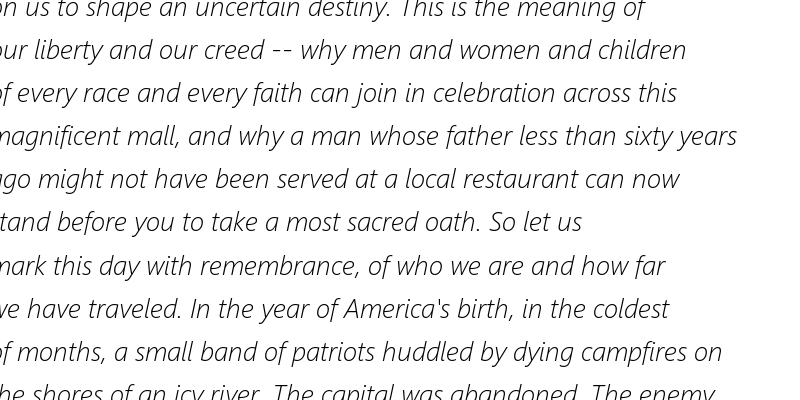 on us to shape an uncertain destiny. This is the meaning of
our liberty and our creed -- why men and women and children
of every race and every faith can join in celebration across this
magnificent mall, and why a man whose father less than sixty years
ago might not have been served at a local restaurant can now
stand before you to take a most sacred oath. So let us
mark this day with remembrance, of who we are and how far
we have traveled. In the year of America's birth, in the coldest
of months, a small band of patriots huddled by dying campfires on
the shores of an icy river. The capital was abandoned. The enemy